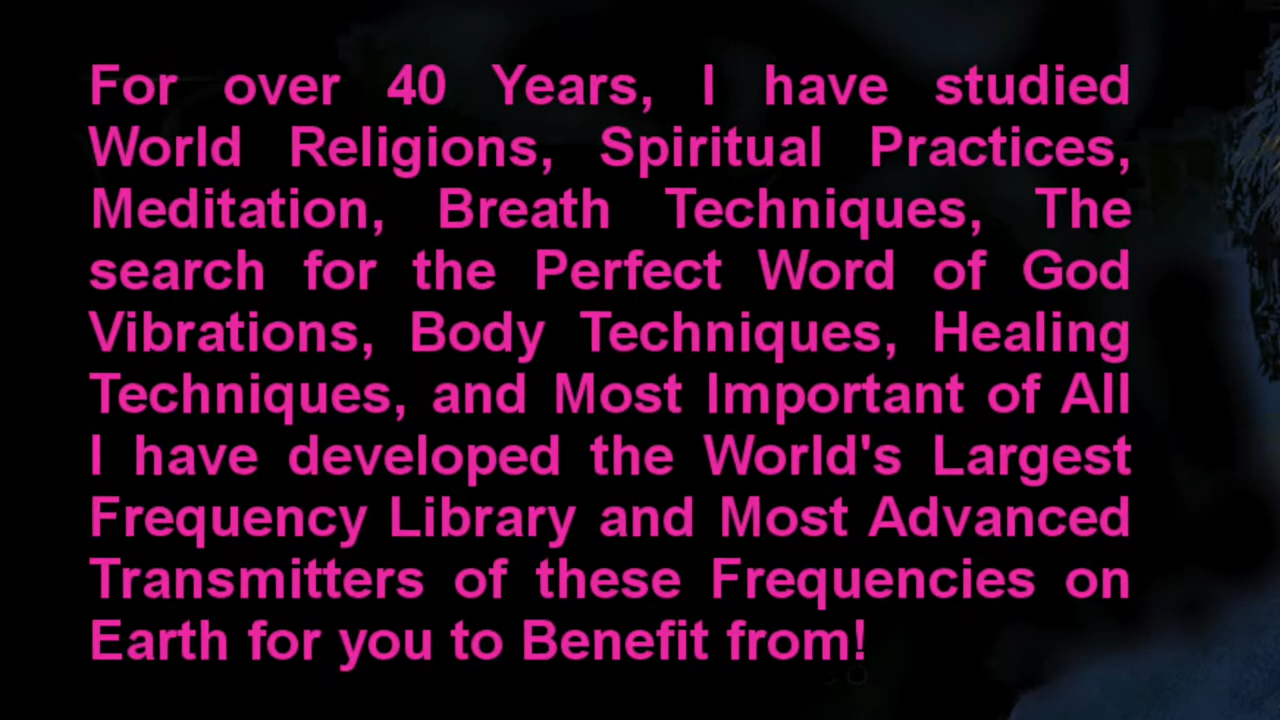 For over 40 Years, I have studied
World Religions, Spiritual Practices,
Meditation, Breath Techniques, The
search for the Perfect Word of God
Vibrations, Body Techniques, Healing
Techniques, and Most Important of All
I have developed the World's Largest
Frequency Library and Most Advanced
Transmitters of these Frequencies on
Earth for you to Benefit from!